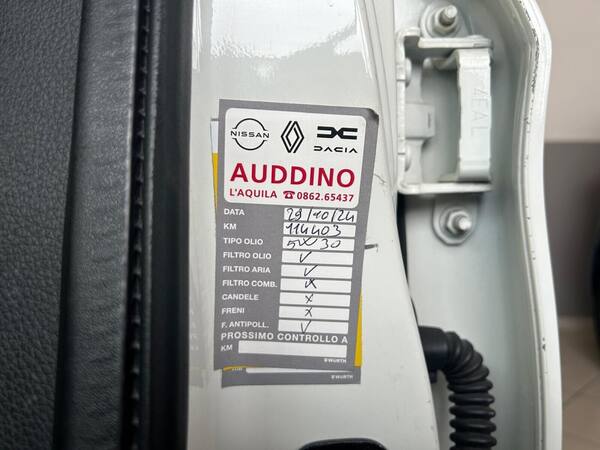 NISSAN
DACIA
AUDDINO
L'AQUILA ☎0862.65437
DATA 29/10/24
KM 114403
TIPO OLIO 5W30
FILTRO OLIO ✓
FILTRO ARIA ✓
FILTRO COMB. X
CANDELE X
FRENI X
F. ANTIPOLL. ✓
PROSSIMO CONTROLLO A
KM
WÜRTH
WÜRTH